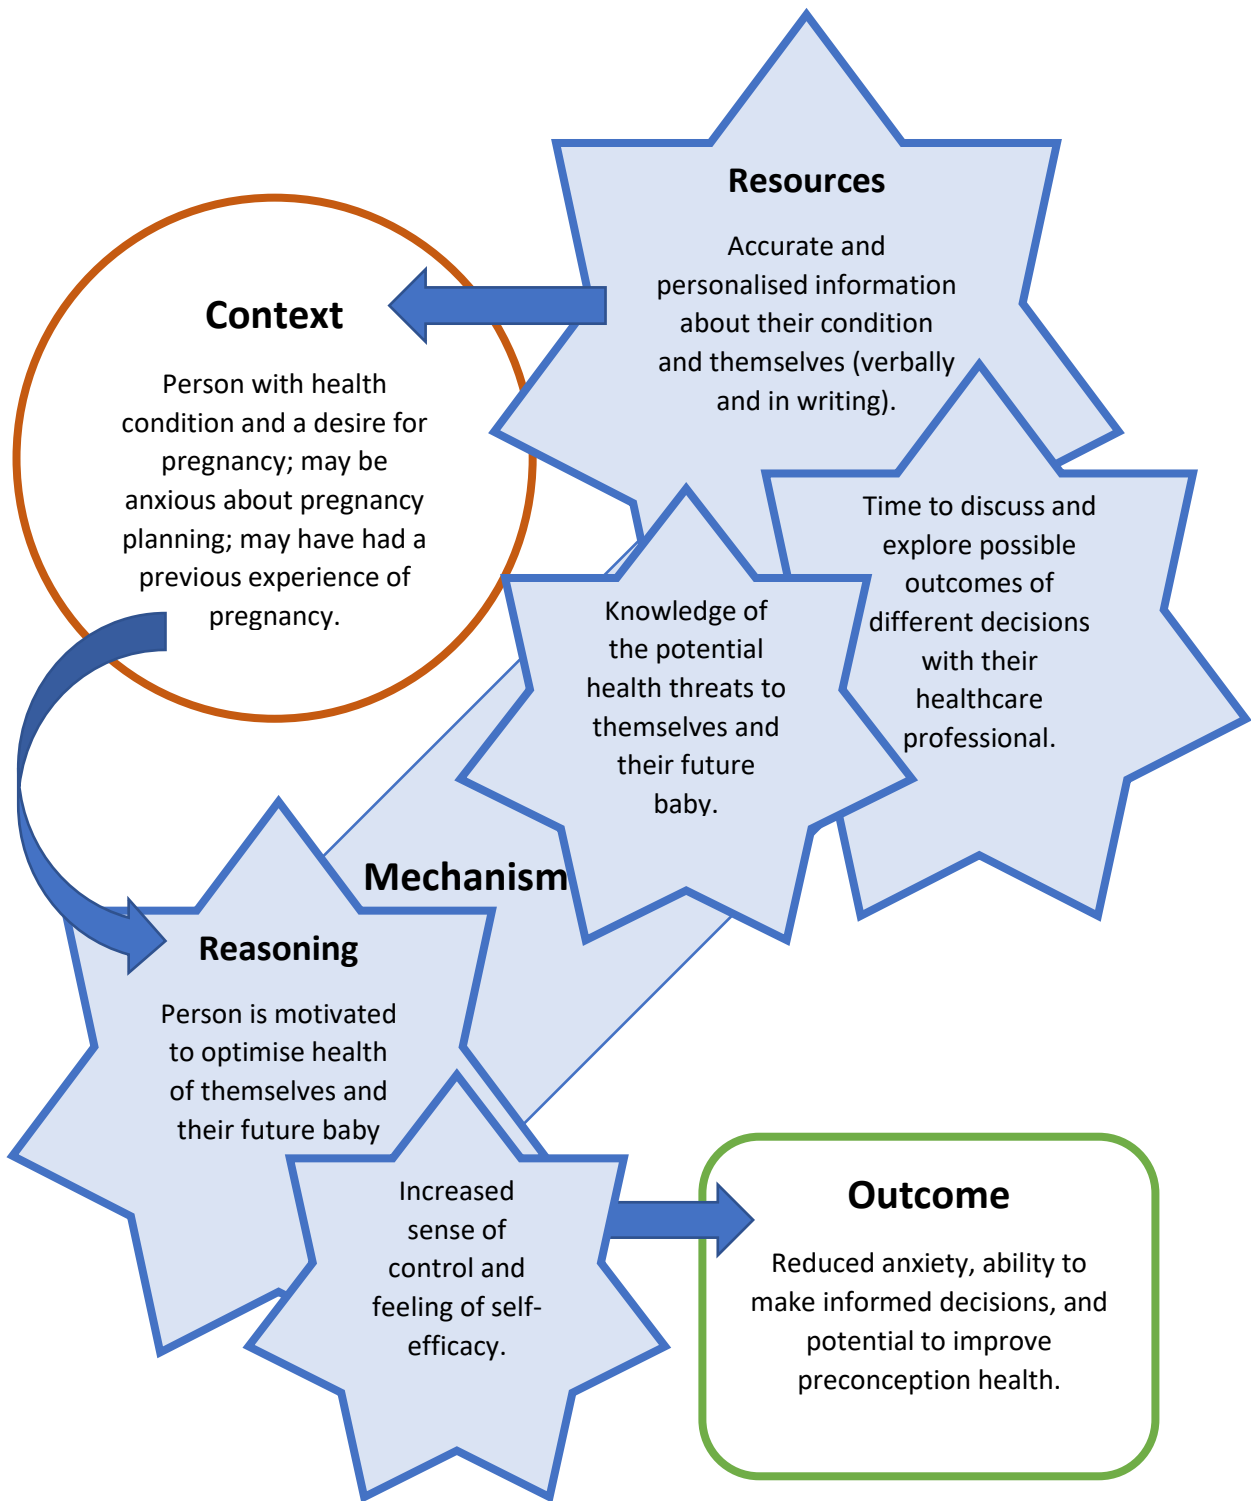 Resources
Accurate and
personalised information
about their condition
and themselves (verbally
and in writing).
Context
Person with health
condition and a desire for
pregnancy; may be
anxious about pregnancy
planning; may have had a
previous experience of
pregnancy.
Time to discuss and
explore possible
outcomes of
different decisions
with their
healthcare
professional.
Knowledge of
the potential
health threats to
themselves and
their future
baby.
Mechanism
Reasoning
Person is motivated
to optimise health
of themselves and
their future baby
Increased
sense of
control and
feeling of self-
efficacy.
Outcome
Reduced anxiety, ability to
make informed decisions, and
potential to improve
preconception health.